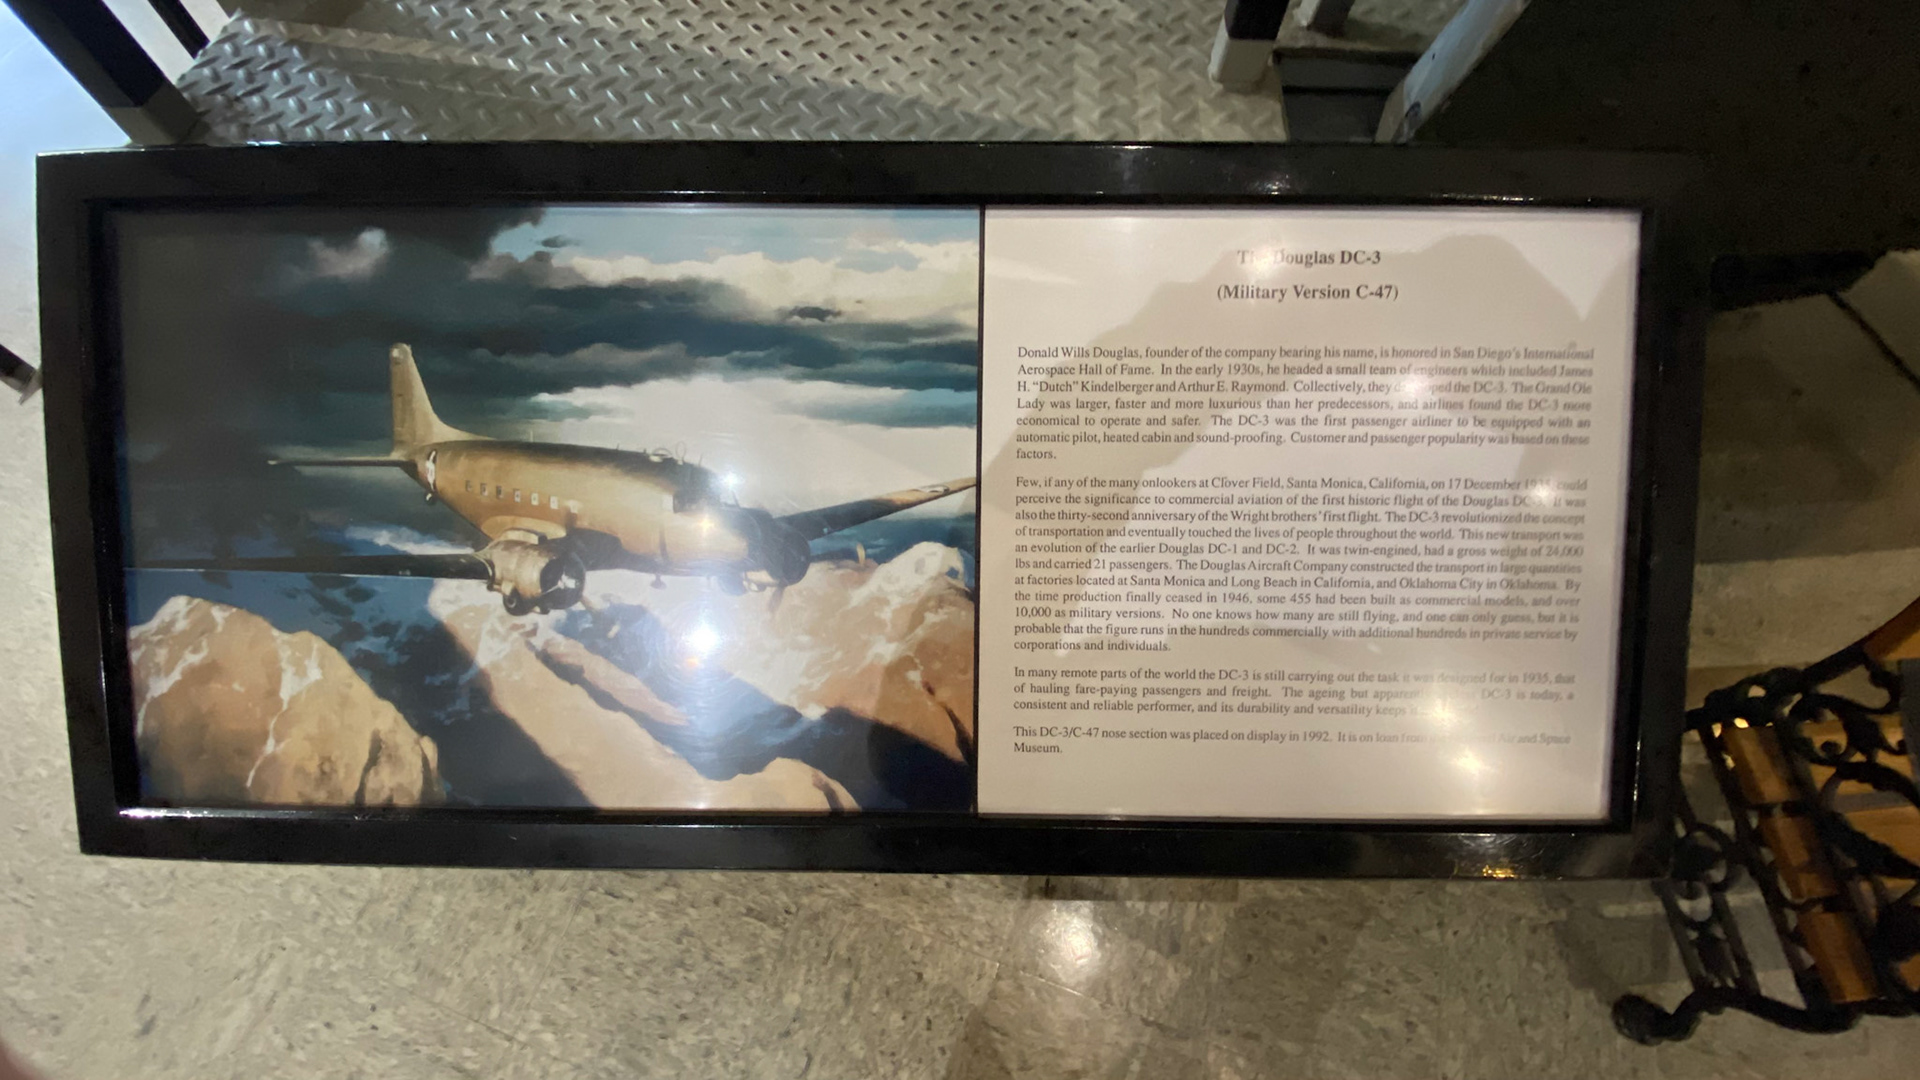 The Douglas DC-3
(Military Version C-47)
Donald Wills Douglas, founder of the company bearing his name, is honored in San Diego's International
Aerospace Hall of Fame. In the early 1930s, he headed a small team of engineers which included James
H. "Dutch" Kindelberger and Arthur E. Raymond. Collectively, they the DC-3. The Grand Ole
Lady was larger, faster and more luxurious than her predecessors, and airlines found the DC-3 more
economical to operate and safer. The DC-3 was the first passenger airliner to be equipped with an
automatic pilot, heated cabin and sound-proofing. Customer and passenger popularity was based on these
factors.
Few, if any of the many onlookers at Clover Field, Santa Monica, California, on 17 December 1935, could
perceive the significance to commercial aviation of the first historic flight of the Douglas DC-3. It was
also the thirty-second anniversary of the Wright brothers' first flight. The DC-3 revolutionized the concept
of transportation and eventually touched the lives of people throughout the world. This new transport was
an evolution of the earlier Douglas DC-1 and DC-2. It was twin-engined, had a gross weight of 24,000
lbs and carried 21 passengers. The Douglas Aircraft Company constructed the transport in large quantities
at factories located at Santa Monica and Long Beach in California, and Oklahoma City in Oklahoma. By
the time production finally ceased in 1946, some 455 had been built as commercial models, and over
10,000 as military versions. No one knows how many are still flying, and one can only guess, but it is
probable that the figure runs in the hundreds commercially with additional hundreds in private service by
corporations and individuals.
In many remote parts of the world the DC-3 is still carrying out the task it was designed for in 1935, that
of hauling fare-paying passengers and freight. The ageing but DC-3 is today, a
consistent and reliable performer, and its durability and versatility keeps
This DC-3/C-47 nose section was placed on display in 1992. It is on loan from Air and Space
Museum.